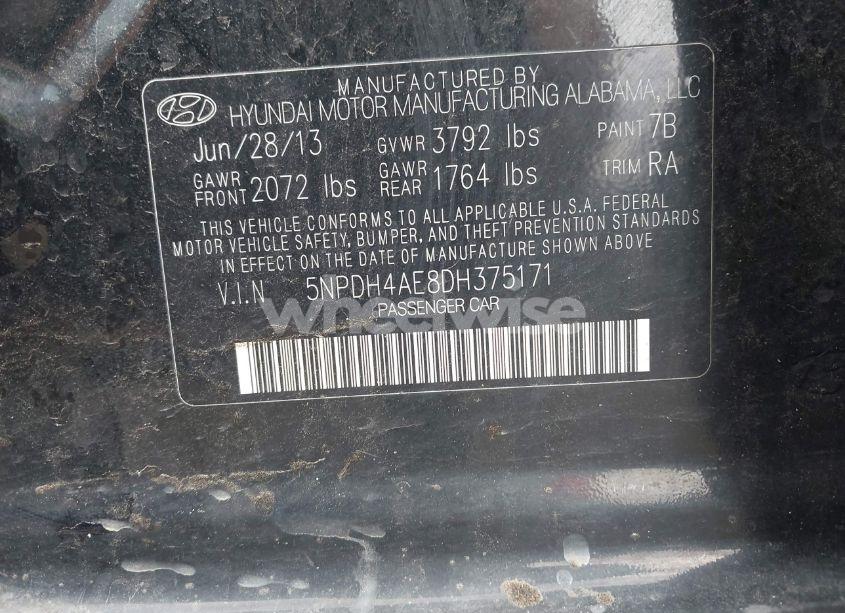 MANUFACTURED BY
HYUNDAI MOTOR MANUFACTURING ALABAMA, LLC
Jun/28/13 GVWR 3792 lbs PAINT 7B
GAWR FRONT 2072 lbs GAWR REAR 1764 lbs TRIM RA
THIS VEHICLE CONFORMS TO ALL APPLICABLE U.S.A. FEDERAL
MOTOR VEHICLE SAFETY, BUMPER, AND THEFT PREVENTION STANDARDS
IN EFFECT ON THE DATE OF MANUFACTURE SHOWN ABOVE
V.I.N 5NPDH4AE8DH375171
PASSENGER CAR
wheelwise